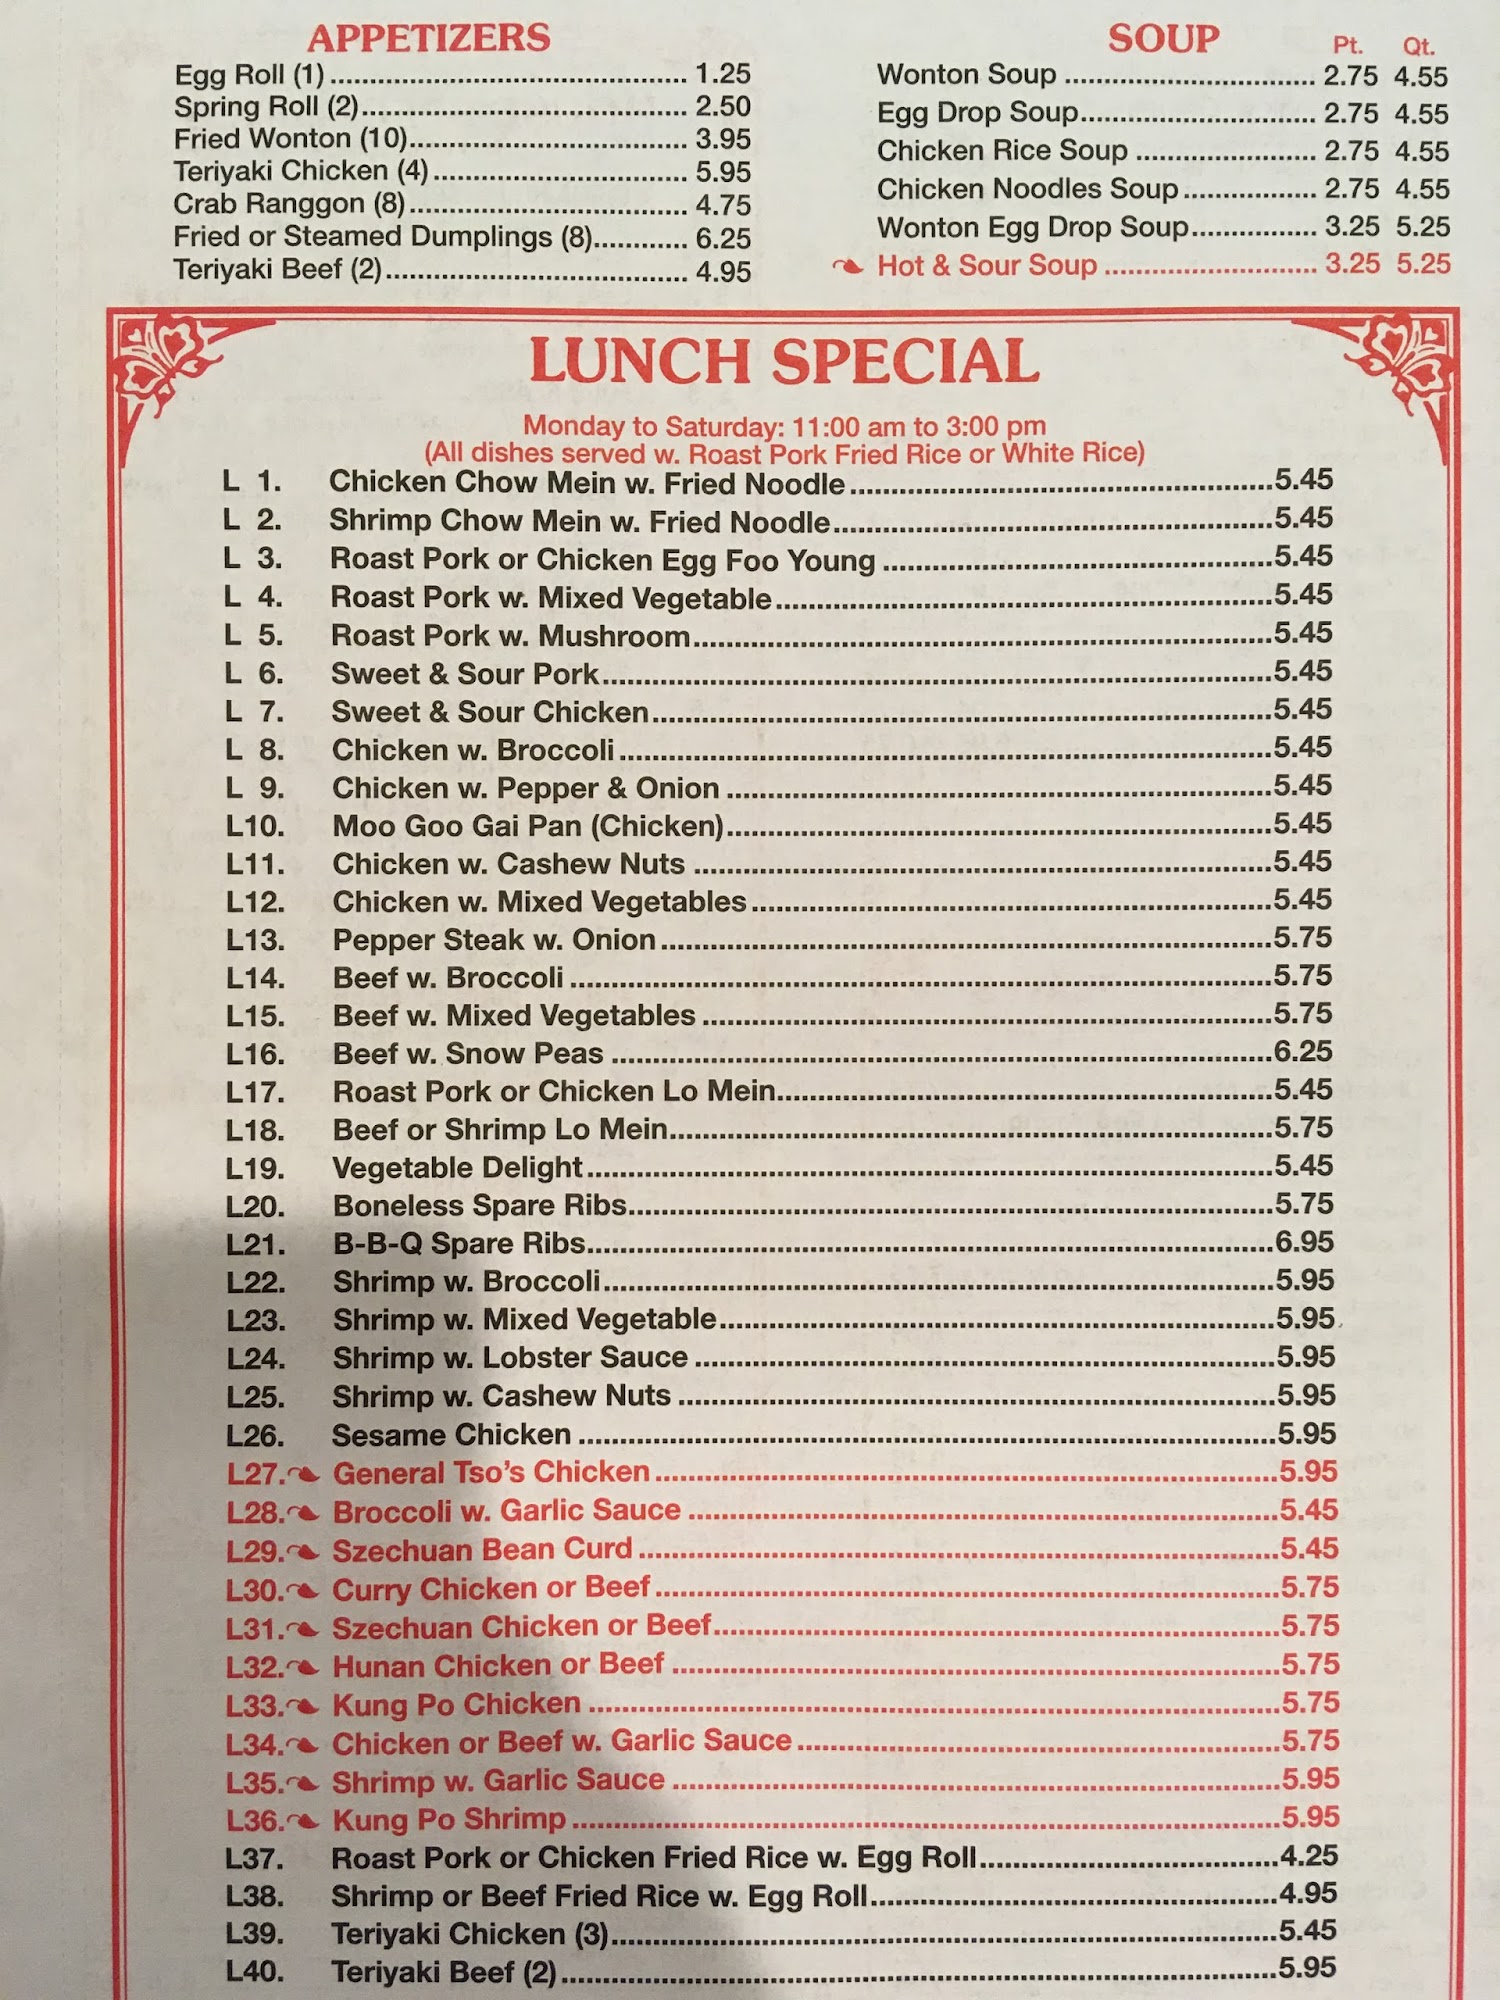 APPETIZERS
Egg Roll (1) 1.25
Spring Roll (2) 2.50
Fried Wonton (10) 3.95
Teriyaki Chicken (4) 5.95
Crab Ranggon (8) 4.75
Fried or Steamed Dumplings (8) 6.25
Teriyaki Beef (2) 4.95
SOUP Pt. Qt.
Wonton Soup 2.75 4.55
Egg Drop Soup 2.75 4.55
Chicken Rice Soup 2.75 4.55
Chicken Noodles Soup 2.75 4.55
Wonton Egg Drop Soup 3.25 5.25
Hot & Sour Soup 3.25 5.25
LUNCH SPECIAL
Monday to Saturday: 11:00 am to 3:00 pm
(All dishes served w. Roast Pork Fried Rice or White Rice)
L 1. Chicken Chow Mein w. Fried Noodle 5.45
L 2. Shrimp Chow Mein w. Fried Noodle 5.45
L 3. Roast Pork or Chicken Egg Foo Young 5.45
L 4. Roast Pork w. Mixed Vegetable 5.45
L 5. Roast Pork w. Mushroom 5.45
L 6. Sweet & Sour Pork 5.45
L 7. Sweet & Sour Chicken 5.45
L 8. Chicken w. Broccoli 5.45
L 9. Chicken w. Pepper & Onion 5.45
L10. Moo Goo Gai Pan (Chicken) 5.45
L11. Chicken w. Cashew Nuts 5.45
L12. Chicken w. Mixed Vegetables 5.45
L13. Pepper Steak w. Onion 5.75
L14. Beef w. Broccoli 5.75
L15. Beef w. Mixed Vegetables 5.75
L16. Beef w. Snow Peas 6.25
L17. Roast Pork or Chicken Lo Mein 5.45
L18. Beef or Shrimp Lo Mein 5.75
L19. Vegetable Delight 5.45
L20. Boneless Spare Ribs 5.75
L21. B-B-Q Spare Ribs 6.95
L22. Shrimp w. Broccoli 5.95
L23. Shrimp w. Mixed Vegetable 5.95
L24. Shrimp w. Lobster Sauce 5.95
L25. Shrimp w. Cashew Nuts 5.95
L26. Sesame Chicken 5.95
L27. General Tso's Chicken 5.95
L28. Broccoli w. Garlic Sauce 5.45
L29. Szechuan Bean Curd 5.45
L30. Curry Chicken or Beef 5.75
L31. Szechuan Chicken or Beef 5.75
L32. Hunan Chicken or Beef 5.75
L33. Kung Po Chicken 5.75
L34. Chicken or Beef w. Garlic Sauce 5.75
L35. Shrimp w. Garlic Sauce 5.95
L36. Kung Po Shrimp 5.95
L37. Roast Pork or Chicken Fried Rice w. Egg Roll 4.25
L38. Shrimp or Beef Fried Rice w. Egg Roll 4.95
L39. Teriyaki Chicken (3) 5.45
L40. Teriyaki Beef (2) 5.95